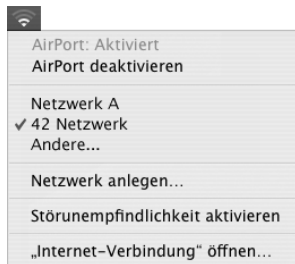 AirPort: Aktiviert
AirPort deaktivieren
Netzwerk A
42 Netzwerk
Andere...
Netzwerk anlegen...
Störunempfindlichkeit aktivieren
„Internet-Verbindung“ öffnen...